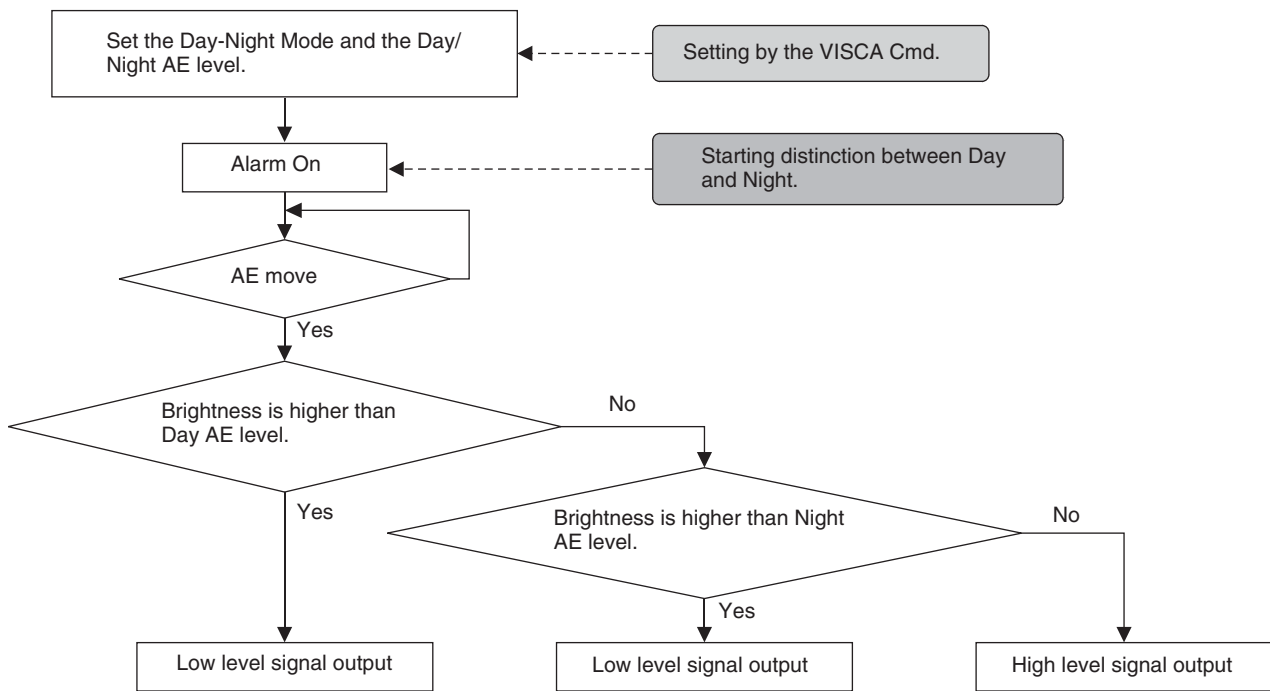 Set the Day-Night Mode and the Day/
Night AE level.
Setting by the VISCA Cmd.
Alarm On
Starting distinction between Day
and Night.
AE move
Yes
Brightness is higher than
Day AE level.
No
Yes
Brightness is higher than Night
AE level.
No
Yes
Low level signal output
Low level signal output
High level signal output